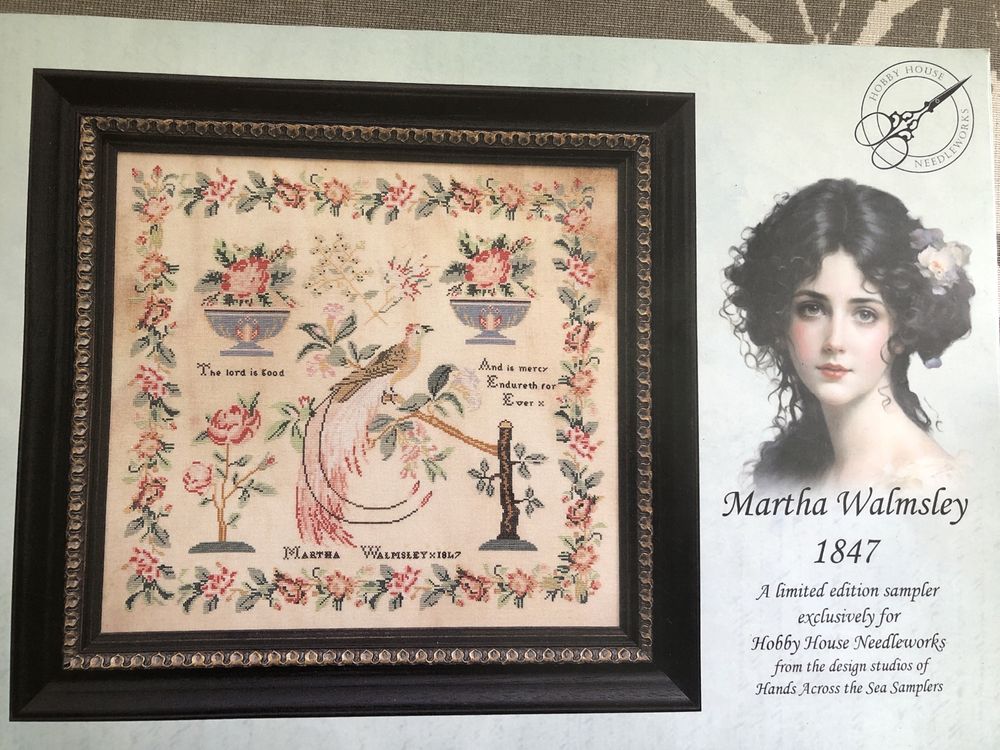 HOBBY HOUSE
NEEDLEWORKS
The lord is Good
And is mercy
Endureth for
Ever x
MARTHA WALMSLEY x 1847
Martha Walmsley
1847
A limited edition sampler
exclusively for
Hobby House Needleworks
from the design studios of
Hands Across the Sea Samplers